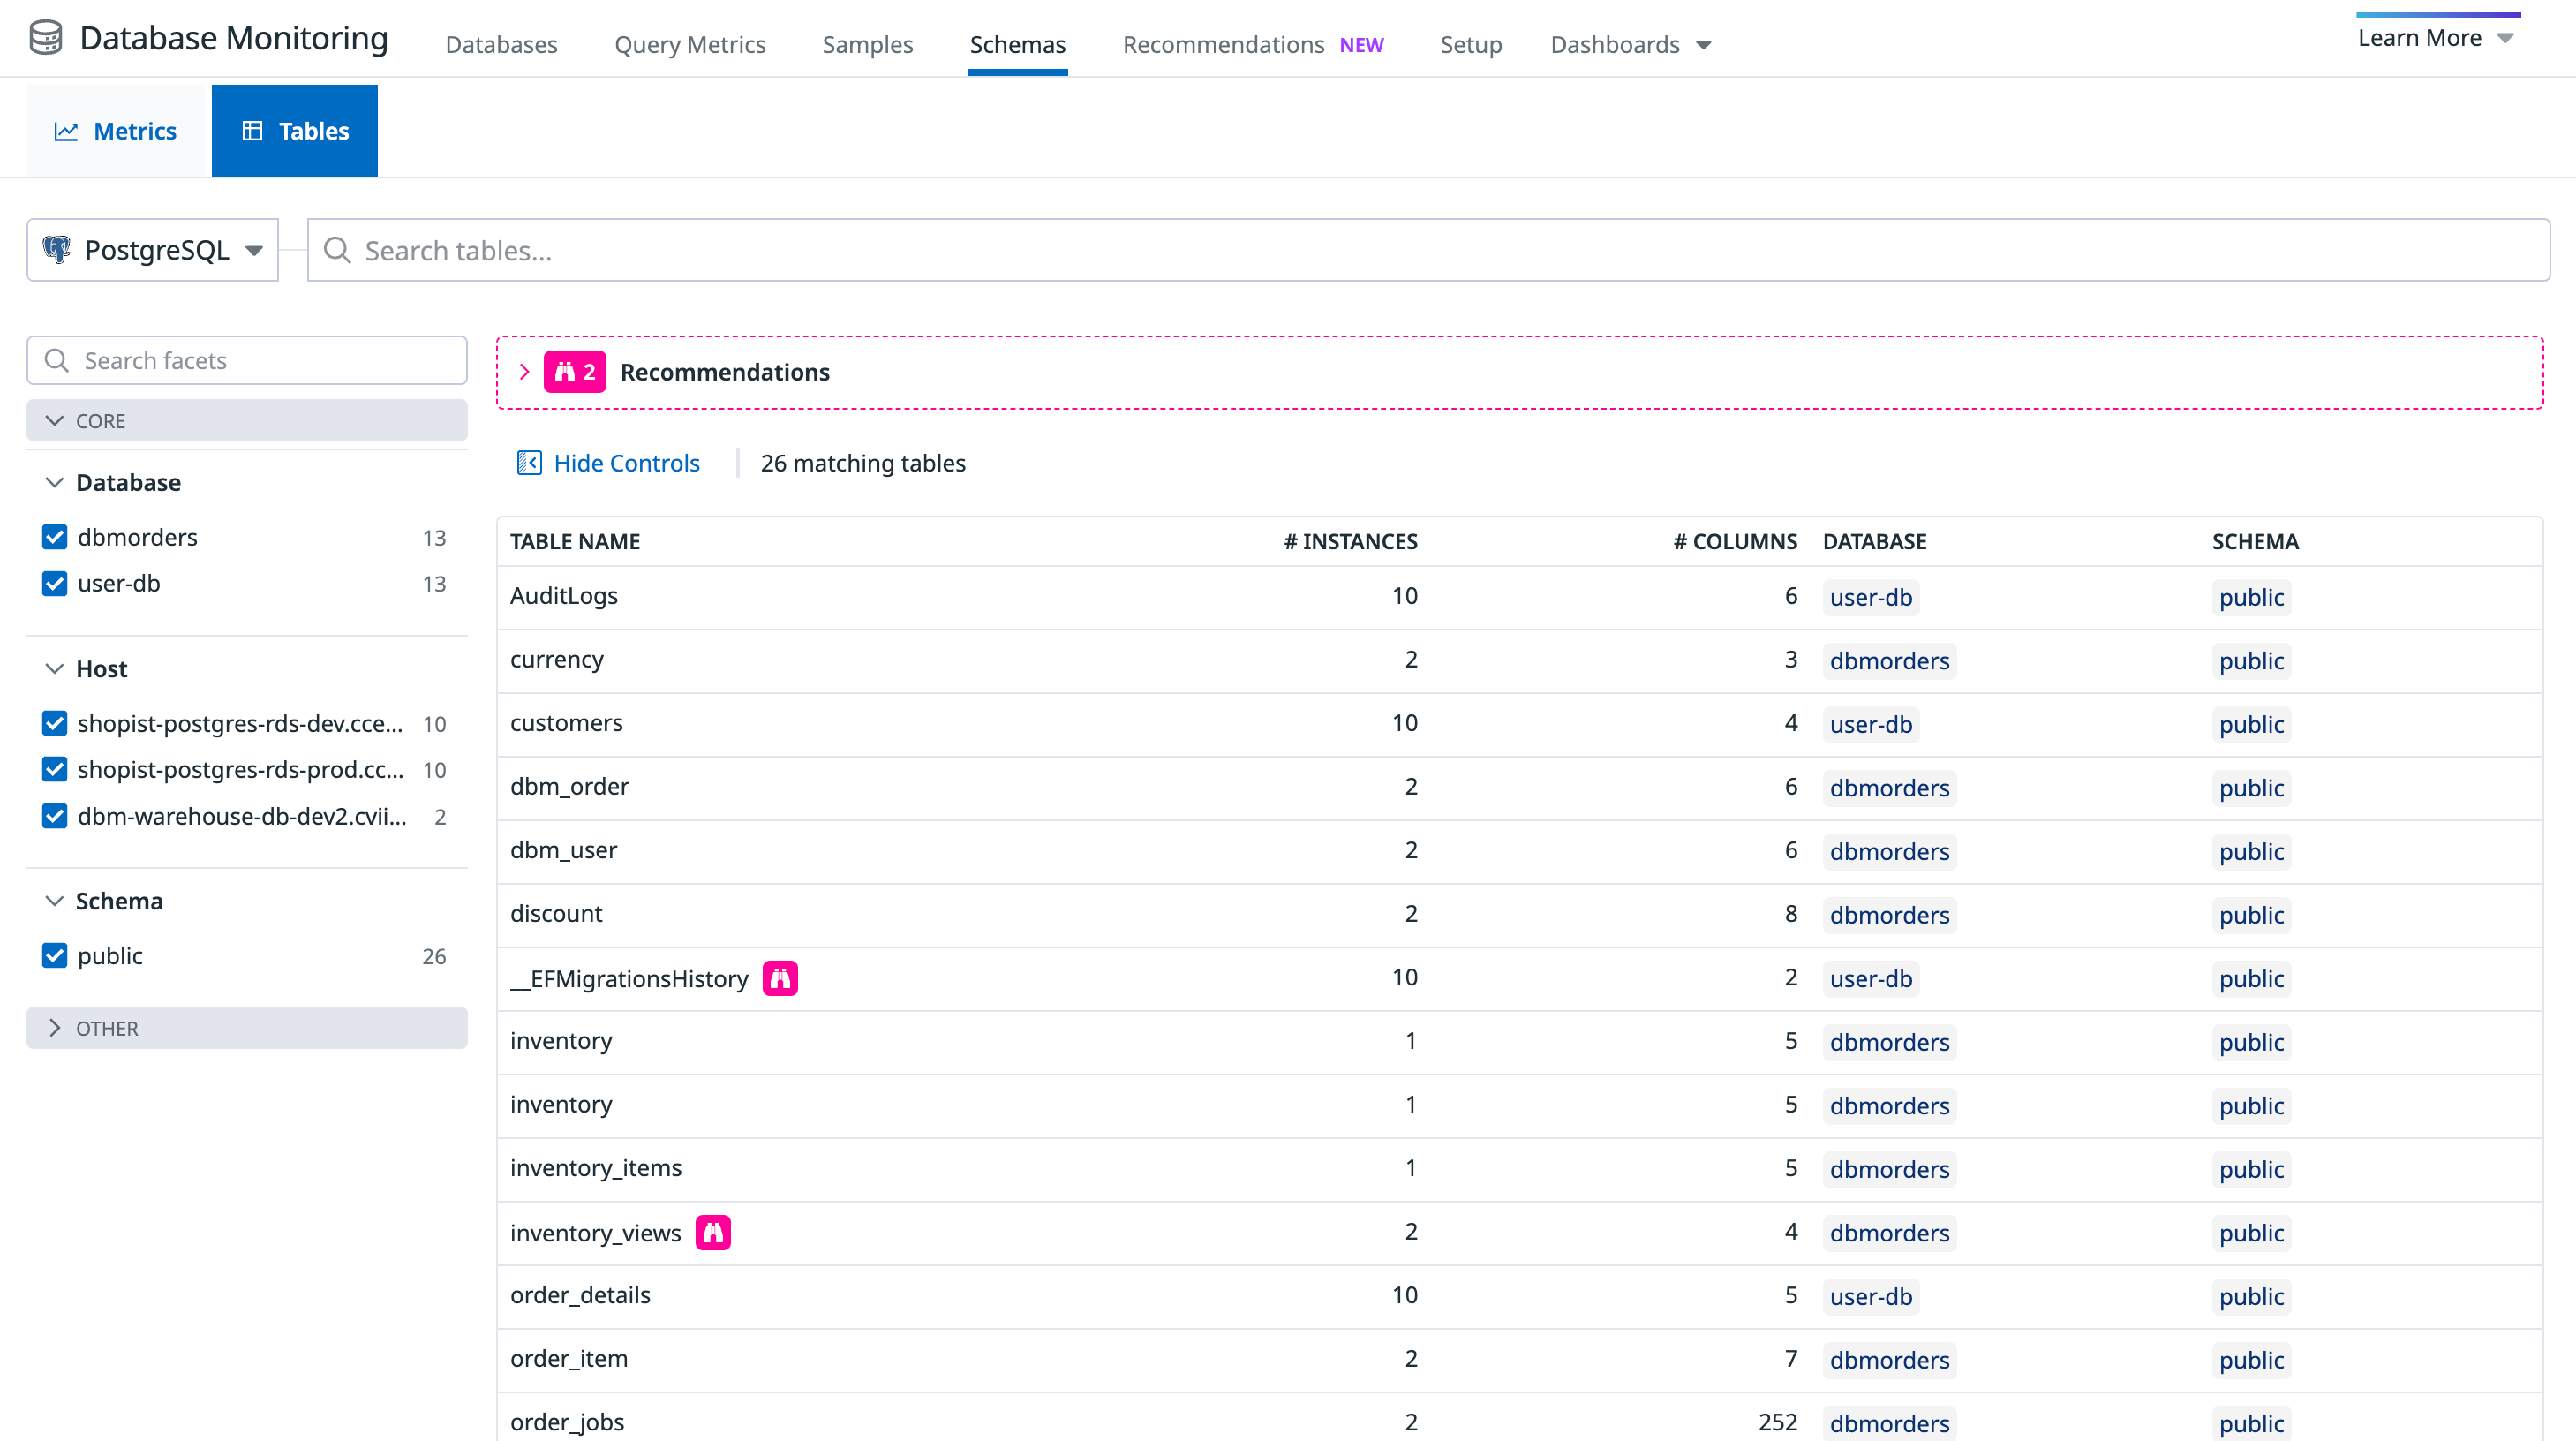 Database Monitoring
Databases
Query Metrics
Samples
Schemas
Recommendations NEW
Setup
Dashboards
Learn More
Metrics
Tables
PostgreSQL
Search tables...
Search facets
CORE
Database
dbmorders 13
user-db 13
Host
shopist-postgres-rds-dev.cce... 10
shopist-postgres-rds-prod.cc... 10
dbm-warehouse-db-dev2.cvii... 2
Schema
public 26
OTHER
2 Recommendations
Hide Controls
26 matching tables
TABLE NAME # INSTANCES # COLUMNS DATABASE SCHEMA
AuditLogs 10 6 user-db public
currency 2 3 dbmorders public
customers 10 4 user-db public
dbm_order 2 6 dbmorders public
dbm_user 2 6 dbmorders public
discount 2 8 dbmorders public
__EFMigrationsHistory 10 2 user-db public
inventory 1 5 dbmorders public
inventory 1 5 dbmorders public
inventory_items 1 5 dbmorders public
inventory_views 2 4 dbmorders public
order_details 10 5 user-db public
order_item 2 7 dbmorders public
order_jobs 2 252 dbmorders public